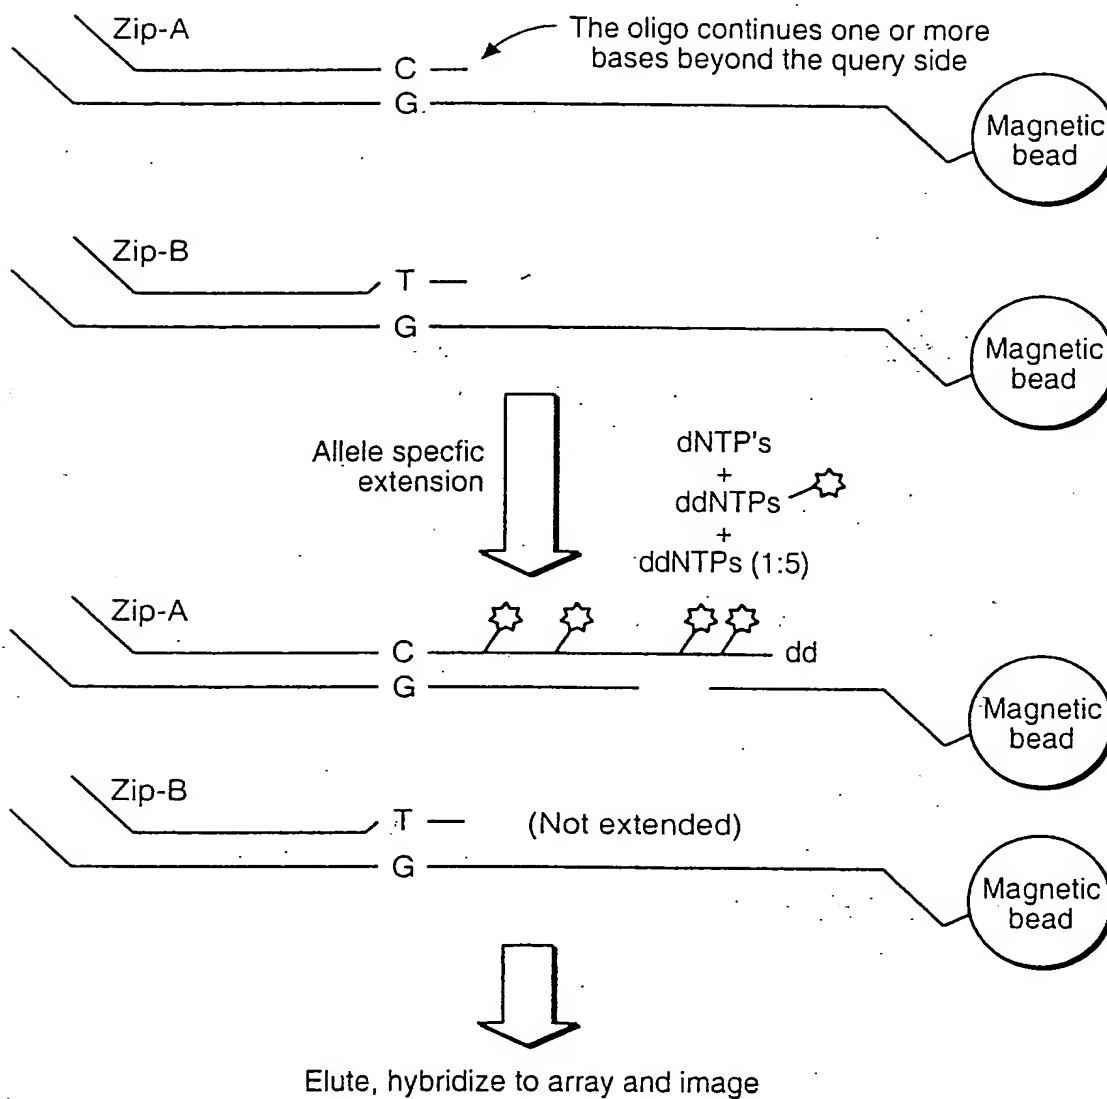 Zip-A
The oligo continues one or more
bases beyond the query side
C
G
Magnetic
bead
Zip-B
T
G
Magnetic
bead
Allele specfic
extension
dNTP's
+
ddNTPs
+
ddNTPs (1:5)
Zip-A
C
dd
G
Magnetic
bead
Zip-B
T
(Not extended)
G
Magnetic
bead
Elute, hybridize to array and image